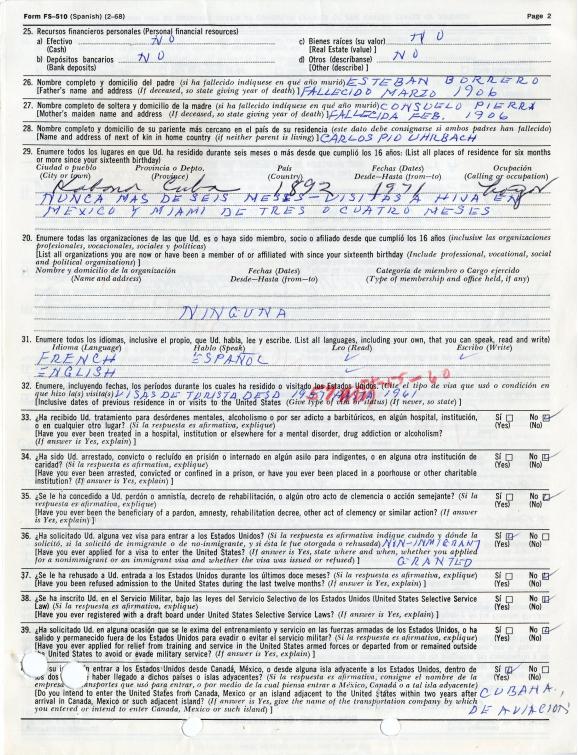 Form FS-510 (Spanish) (2-68) Page 2
25. Recursos financieros personales (Personal financial resources)
a) Efectivo NO c) Bienes raíces (su valor) NO
(Cash) [Real Estate (value) ]
b) Depósitos bancarios NO d) Otros (descríbanse) NO
(Bank deposits) [Other (describe) ]
26. Nombre completo y domicilio del padre (si ha fallecido indíquese en qué año murió) ESTEBAN BORRERO
[Father's name and address (If deceased, so state giving year of death) ] FALLECIDO MARZO 1906
27. Nombre completo de soltera y domicilio de la madre (si ha fallecido indíquese en qué año murió) CONSUELO PIERRA
[Mother's maiden name and address (If deceased, so state giving year of death) ] FALLECIDA FEB. 1906
28. Nombre completo y domicilio de su pariente más cercano en el país de su residencia (este dato debe consignarse si ambos padres han fallecido)
[Name and address of next of kin in home country (if neither parent is living) ] CARLOS PIO UHRBACH
29. Enumere todos los lugares en que Ud. ha residido durante seis meses o más desde que cumplió los 16 años: (List all places of residence for six months
or more since your sixteenth birthday)
Ciudad o pueblo Provincia País Fechas (Dates) Ocupación
(City or town) (Province) (Country) Desde—Hasta (from—to) (Calling or occupation)
Habana Cuba 1892 1971 Hogar
NUNCA MAS DE SEIS MESES-VISITAS A HIJA EN
MEXICO Y MIAMI DE TRES O CUATRO MESES
20. Enumere todas las organizaciones de las que Ud. es o haya sido miembro, socio o afiliado desde que cumplió los 16 años (inclusive las organizaciones
profesionales, vocacionales, sociales y políticas)
[List all organizations you are now or have been a member of or affiliated with since your sixteenth birthday (Include professional, vocational, social
and political organizations) ]
Nombre y domicilio de la organización Fechas (Dates) Categoría de miembro o Cargo ejercido
(Name and address) Desde—Hasta (from—to) (Type of membership and office held, if any)
NINGUNA
31. Enumere todos los idiomas, inclusive el propio, que Ud. habla, lee y escribe. (List all languages, including your own, that you can speak, read and write)
Idioma (Language) Hablo (Speak) Leo (Read) Escribo (Write)
FRENCH ESPAÑOL ✓ ✓
ENGLISH
32. Enumere, incluyendo fechas, los períodos durante los cuales ha residido o visitado los Estados Unidos. Cite el tipo de visa que usó o condición en
que hizo la(s) visita(s) VISAS DE TURISTA DESD 1961
[Inclusive dates of previous residence in or visits to the United States (Give type of visa or status) (If never, so state) ]
33. ¿Ha recibido Ud. tratamiento para desórdenes mentales, alcoholismo o por ser adicto a barbitúricos, en algún hospital, institución, Sí No
o en cualquier otro lugar? (Si la respuesta es afirmativa, explique) (Yes) (No)
[Have you ever been treated in a hospital, institution or elsewhere for a mental disorder, drug addiction or alcoholism?
(If answer is Yes, explain) ]
34. ¿Ha sido Ud. arrestado, convicto o recluído en prisión o internado en algún asilo para indigentes, o en alguna otra institución de Sí No
caridad? (Si la respuesta es afirmativa, explique) (Yes) (No)
[Have you ever been arrested, convicted or confined in a prison, or have you ever been placed in a poorhouse or other charitable
institution? (If answer is Yes, explain) ]
35. ¿Se le ha concedido a Ud. perdón o amnistía, decreto de rehabilitación, o algún otro acto de clemencia o acción semejante? (Si la Sí No
respuesta es afirmativa, explique) (Yes) (No)
[Have you ever been the beneficiary of a pardon, amnesty, rehabilitation decree, other act of clemency or similar action? (If answer
is Yes, explain) ]
36. ¿Ha solicitado Ud. alguna vez visa para entrar a los Estados Unidos? (Si la respuesta es afirmativa indique cuándo y dónde la Sí No
solicitó, si la solicitó de inmigrante o de no-inmigrante, y si ésta le fue otorgada o rehusada) NON-INMIGRANT (Yes) (No)
[Have you ever applied for a visa to enter the United States? (If answer is Yes, state where and when, whether you applied
for a nonimmigrant or an immigrant visa and whether the visa was issued or refused) ] GRANTED
37. ¿Se le ha rehusado a Ud. entrada a los Estados Unidos durante los últimos doce meses? (Si la respuesta es afirmativa, explique) Sí No
[Have you been refused admission to the United States during the last twelve months? (If answer is Yes, explain) ] (Yes) (No)
38. ¿Se ha inscrito Ud. en el Servicio Militar, bajo las leyes del Servicio Selectivo de los Estados Unidos (United States Selective Service Sí No
Law) (Si la respuesta es afirmativa, explique) (Yes) (No)
[Have you ever registered with a draft board under United States Selective Service Laws? (If answer is Yes, explain) ]
39. ¿Ha solicitado Ud. en alguna ocasión que se le exima del entrenamiento y servicio en las fuerzas armadas de los Estados Unidos, o ha Sí No
salido y permanecido fuera de los Estados Unidos para evadir o evitar el servicio militar? (Si la respuesta es afirmativa, explique) (Yes) (No)
[Have you ever applied for relief from training and service in the United States armed forces or departed from or remained outside
United States to avoid or evade military service? (If answer is Yes, explain) ]
su intención entrar a los Estados Unidos desde Canadá, México, o desde alguna isla adyacente a los Estados Unidos, dentro de Sí No
los dos haber llegado a dichos países o islas adyacentes? (Si la respuesta es afirmativa, consigne el nombre de la (Yes) (No)
empresa transportes que usó para entrar, o por medio de la cual piensa entrar a México, Canadá o a tal isla adyacente)
[Do you intend to enter the United States from Canada, Mexico or an island adjacent to the United States within two years after CUBANA
arrival in Canada, Mexico or such adjacent island? (If answer is Yes, give the name of the transportation company by which
you entered or intend to enter Canada, Mexico or such island) ] DE AVIACION